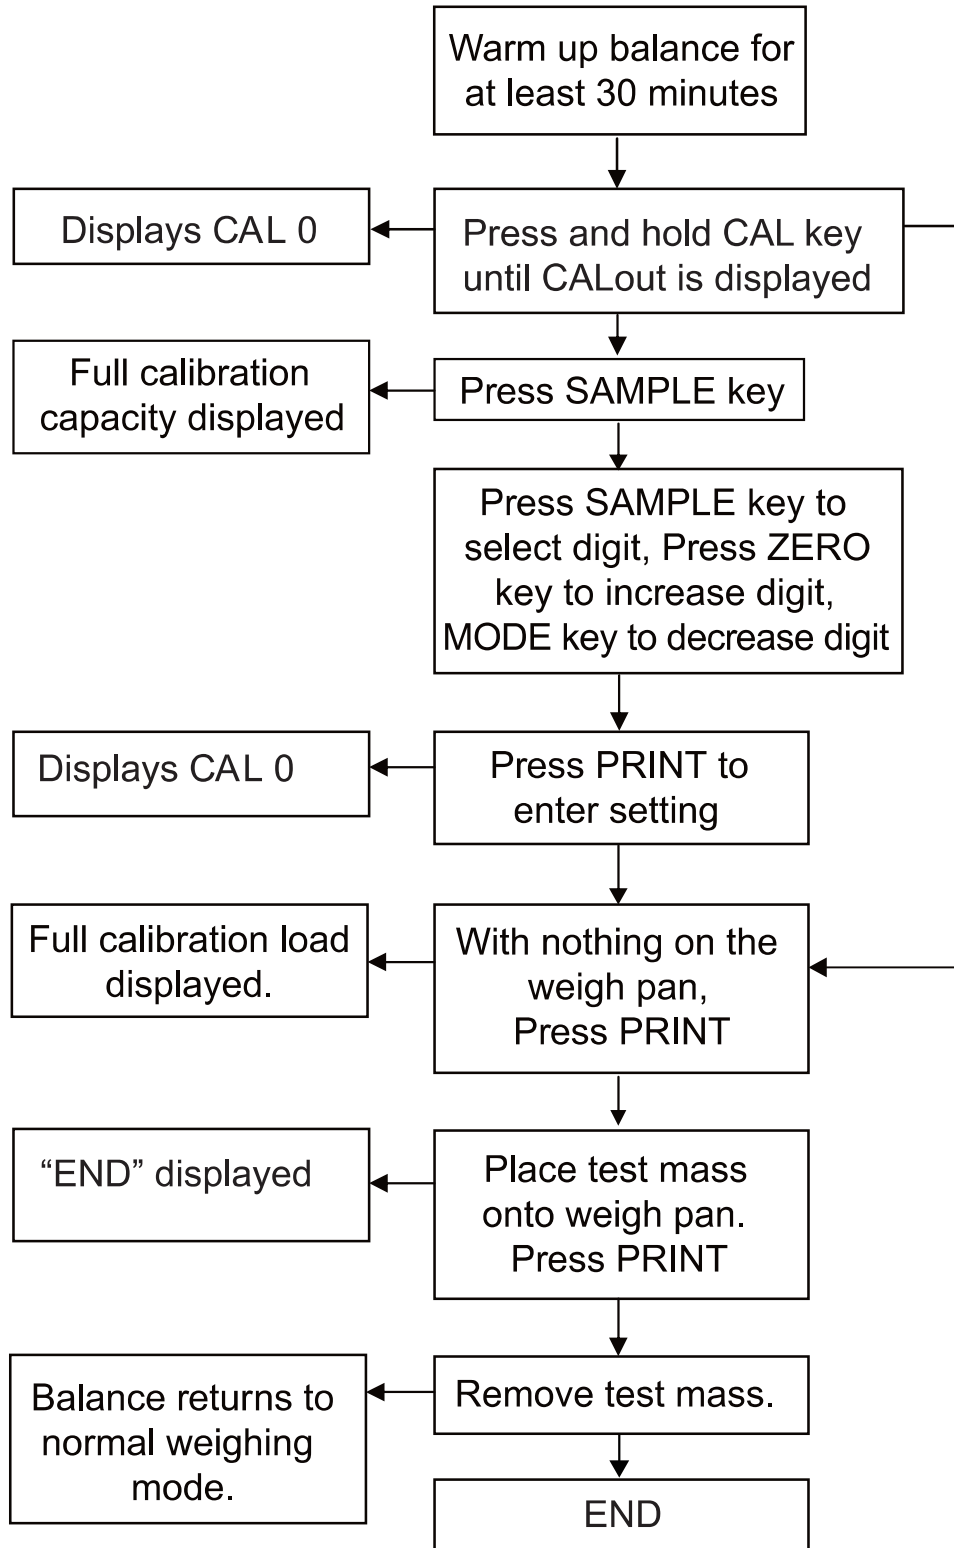 Warm up balance for
at least 30 minutes
Displays CAL 0
Press and hold CAL key
until CALout is displayed
Full calibration
capacity displayed
Press SAMPLE key
Press SAMPLE key to
select digit, Press ZERO
key to increase digit,
MODE key to decrease digit
Displays CAL 0
Press PRINT to
enter setting
Full calibration load
displayed.
With nothing on the
weigh pan,
Press PRINT
“END” displayed
Place test mass
onto weigh pan.
Press PRINT
Balance returns to
normal weighing
mode.
Remove test mass.
END